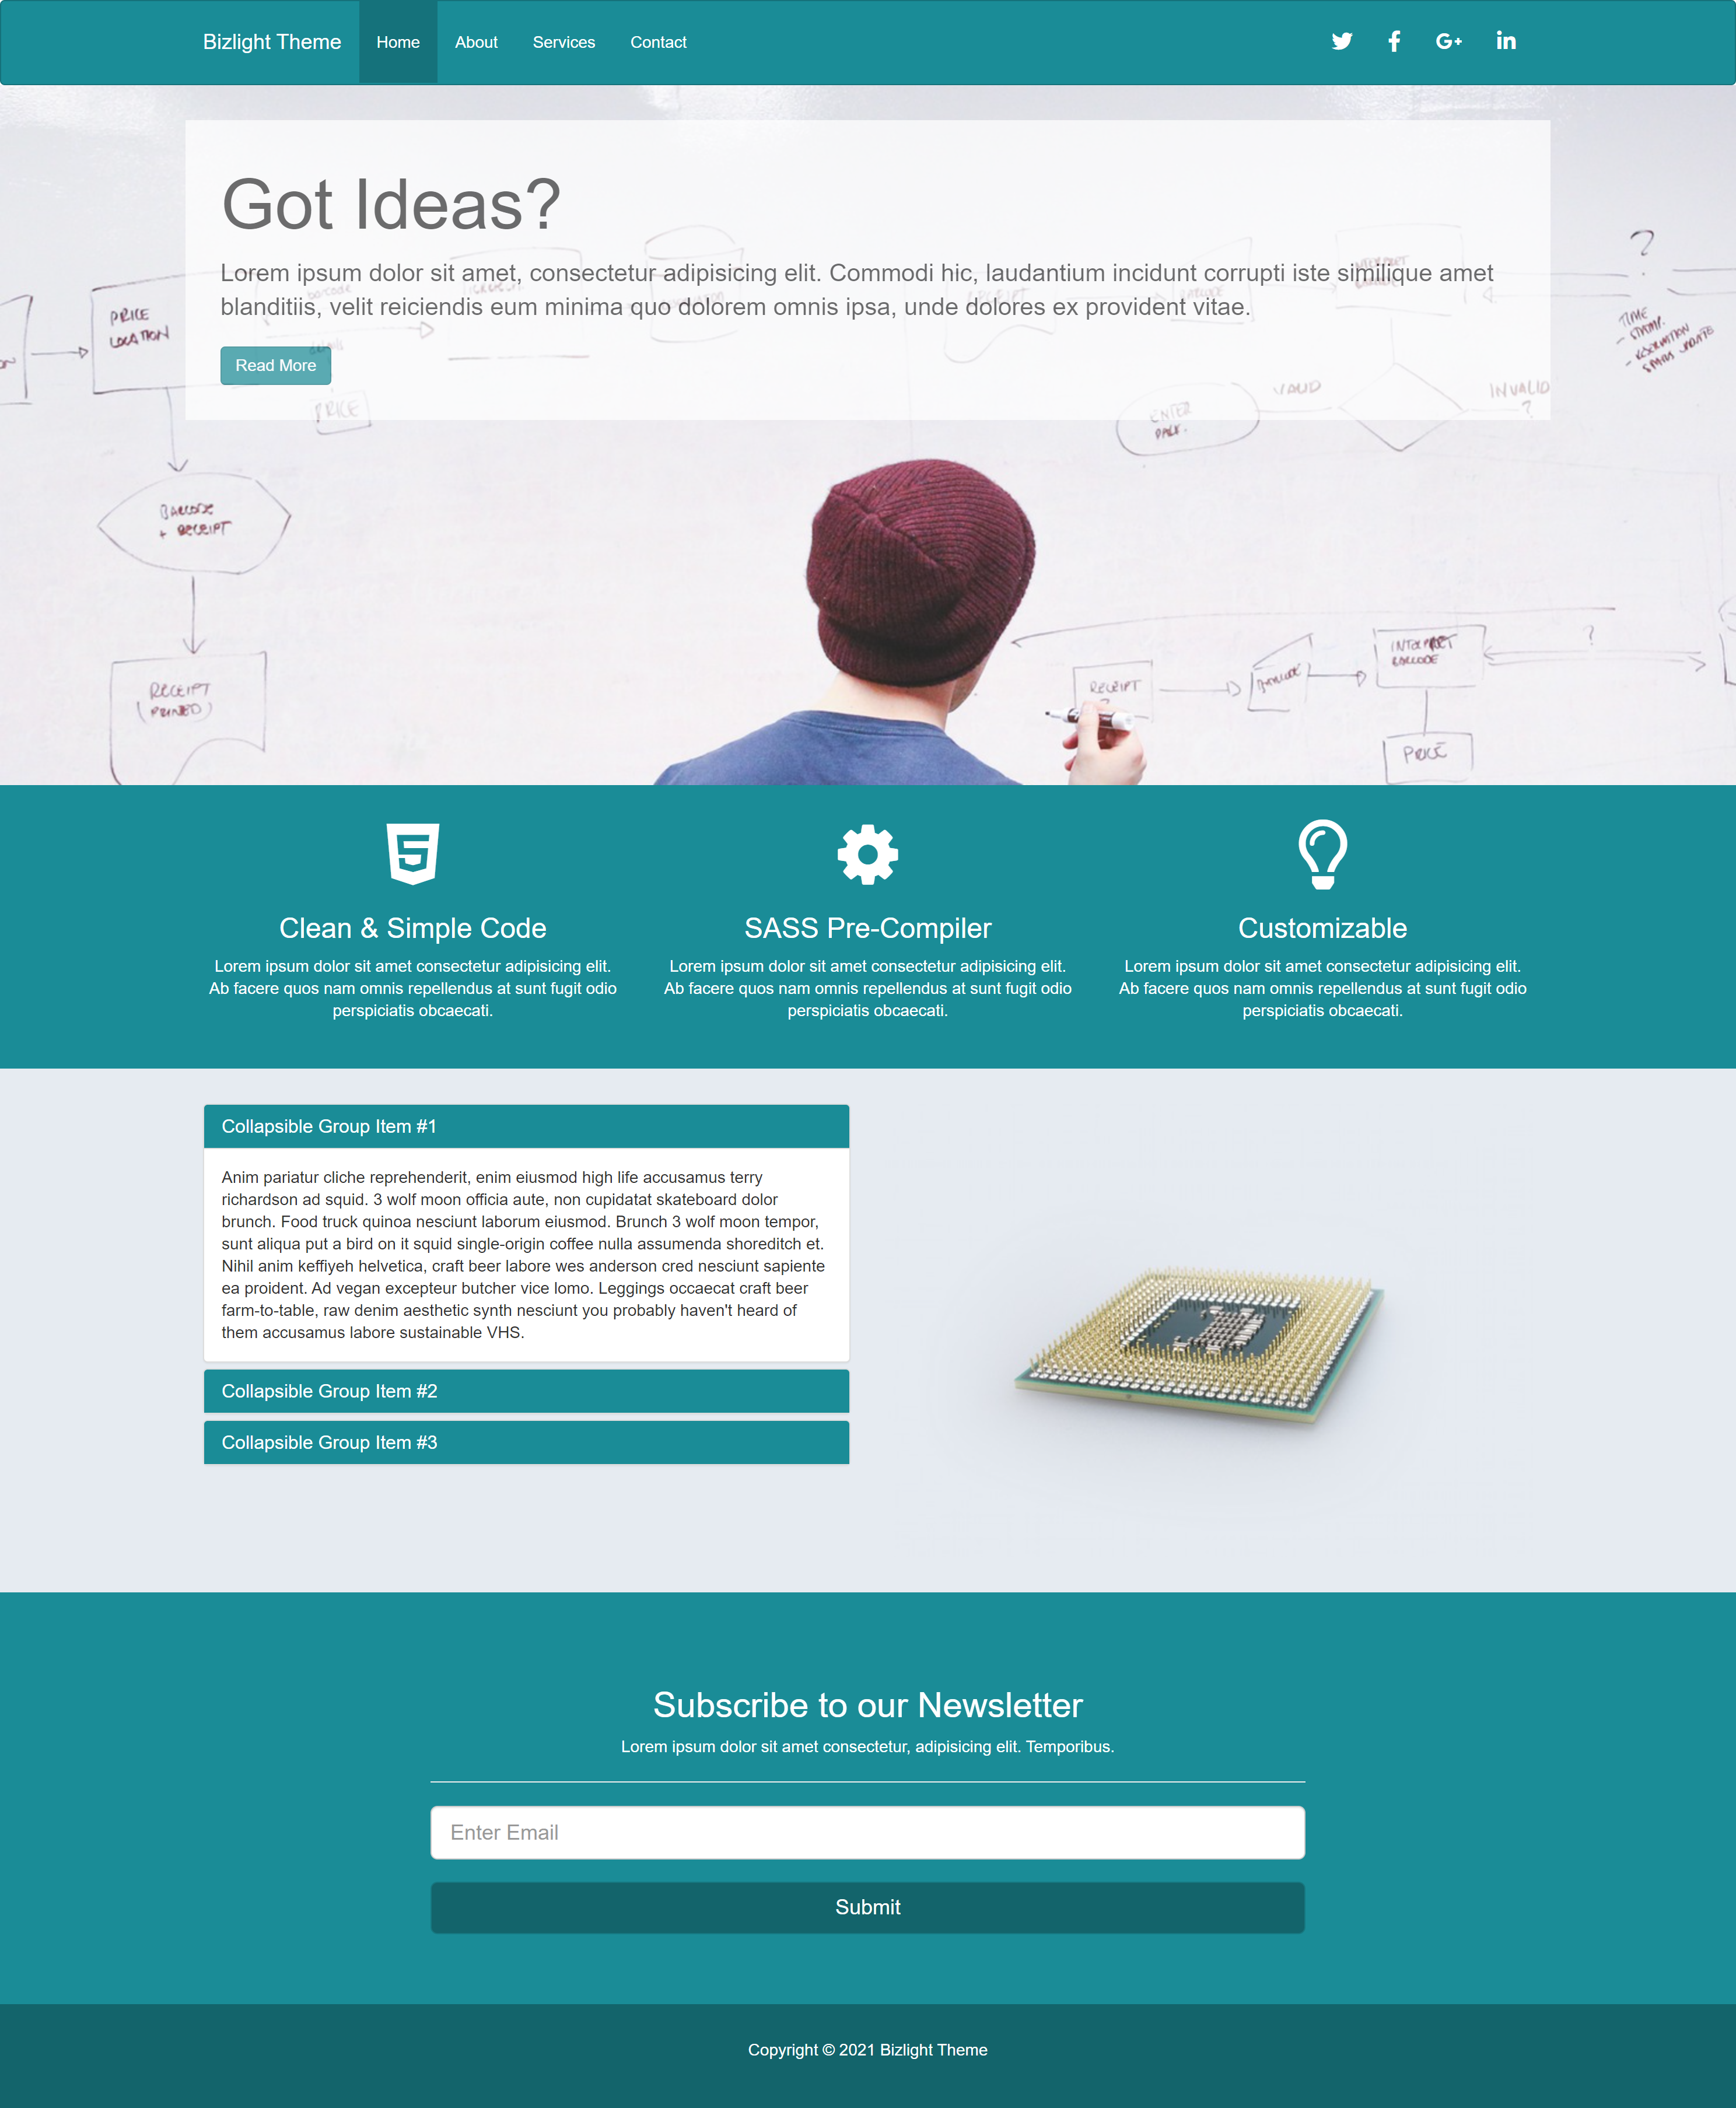 Bizlight Theme
Home
About
Services
Contact
Got Ideas?
Lorem ipsum dolor sit amet, consectetur adipisicing elit. Commodi hic, laudantium incidunt corrupti iste similique amet
blanditiis, velit reiciendis eum minima quo dolorem omnis ipsa, unde dolores ex provident vitae.
Read More
PRICE
LOCATION
PRICE
ENTER
VALID
INVALID
?
?
TIME
STAMP.
BARCODE
+ RECEIPT
RECEIPT
(PRINTED)
RECEIPT
?
BARCODE
INTERPRET
BARCODE
?
PRICE
Clean & Simple Code
Lorem ipsum dolor sit amet consectetur adipisicing elit.
Ab facere quos nam omnis repellendus at sunt fugit odio
perspiciatis obcaecati.
SASS Pre-Compiler
Lorem ipsum dolor sit amet consectetur adipisicing elit.
Ab facere quos nam omnis repellendus at sunt fugit odio
perspiciatis obcaecati.
Customizable
Lorem ipsum dolor sit amet consectetur adipisicing elit.
Ab facere quos nam omnis repellendus at sunt fugit odio
perspiciatis obcaecati.
Collapsible Group Item #1
Anim pariatur cliche reprehenderit, enim eiusmod high life accusamus terry
richardson ad squid. 3 wolf moon officia aute, non cupidatat skateboard dolor
brunch. Food truck quinoa nesciunt laborum eiusmod. Brunch 3 wolf moon tempor,
sunt aliqua put a bird on it squid single-origin coffee nulla assumenda shoreditch et.
Nihil anim keffiyeh helvetica, craft beer labore wes anderson cred nesciunt sapiente
ea proident. Ad vegan excepteur butcher vice lomo. Leggings occaecat craft beer
farm-to-table, raw denim aesthetic synth nesciunt you probably haven't heard of
them accusamus labore sustainable VHS.
Collapsible Group Item #2
Collapsible Group Item #3
Subscribe to our Newsletter
Lorem ipsum dolor sit amet consectetur, adipisicing elit. Temporibus.
Enter Email
Submit
Copyright © 2021 Bizlight Theme